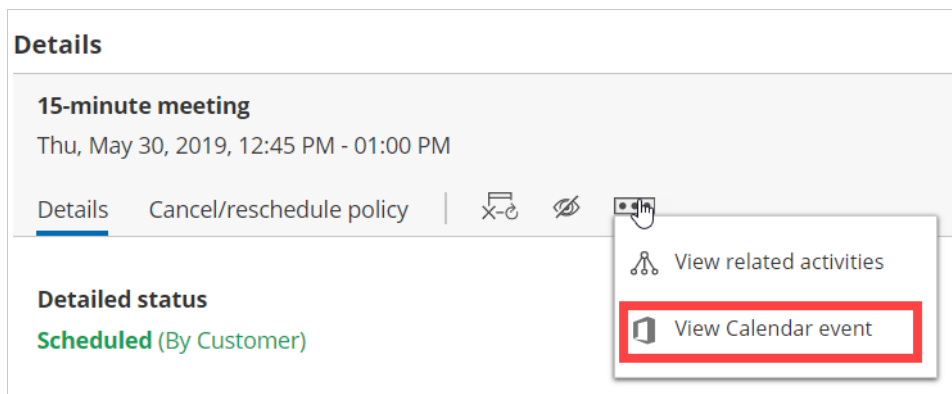 Details
15-minute meeting
Thu, May 30, 2019, 12:45 PM - 01:00 PM
Details Cancel/reschedule policy
View related activities
Detailed status
View Calendar event
Scheduled (By Customer)